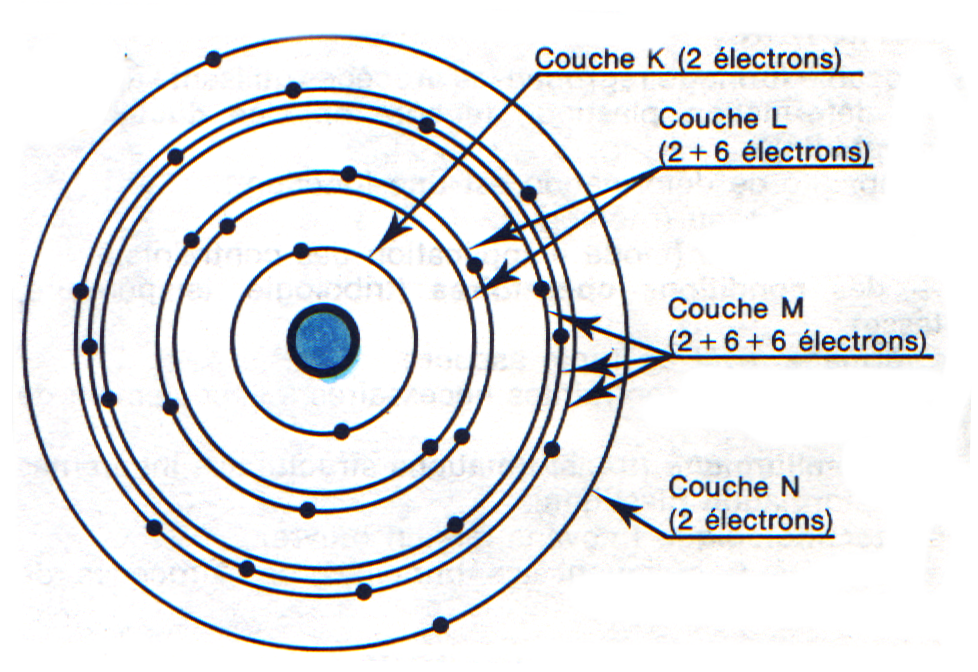 Couche K (2 électrons)
Couche L
(2 + 6 électrons)
Couche M
(2 + 6 + 6 électrons)
Couche N
(2 électrons)